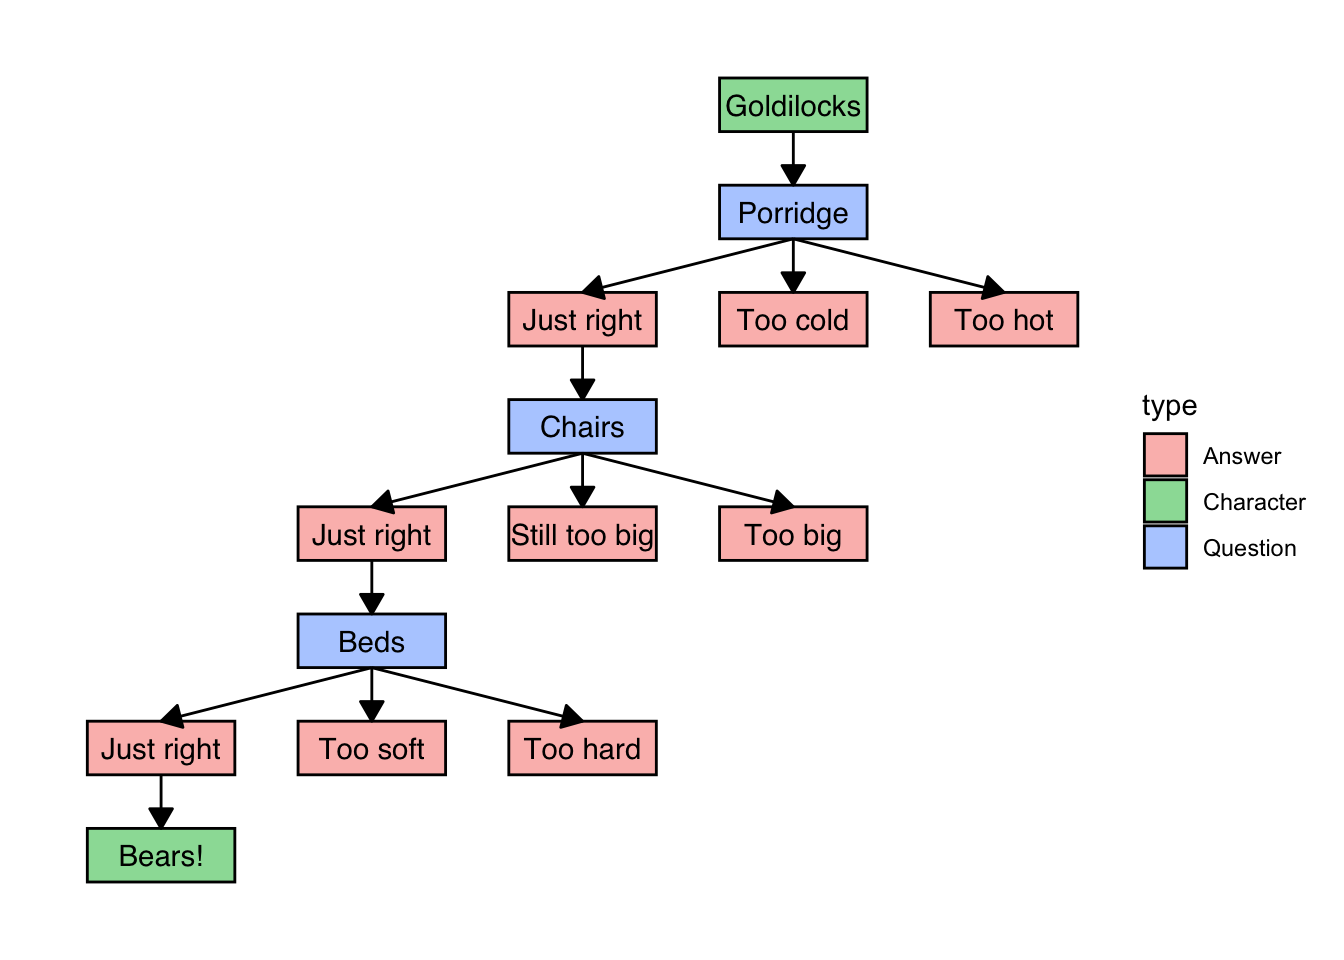 Goldilocks
Porridge
Just right
Too cold
Too hot
Chairs
Just right
Still too big
Too big
Beds
Just right
Too soft
Too hard
Bears!
type
Answer
Character
Question